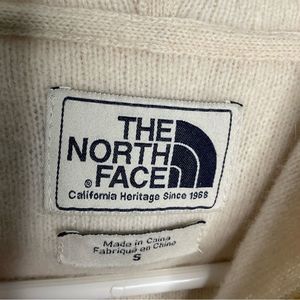 THE
NORTH
FACE
®
California Heritage Since 1968
Made in China
Fabriqué en Chine
S